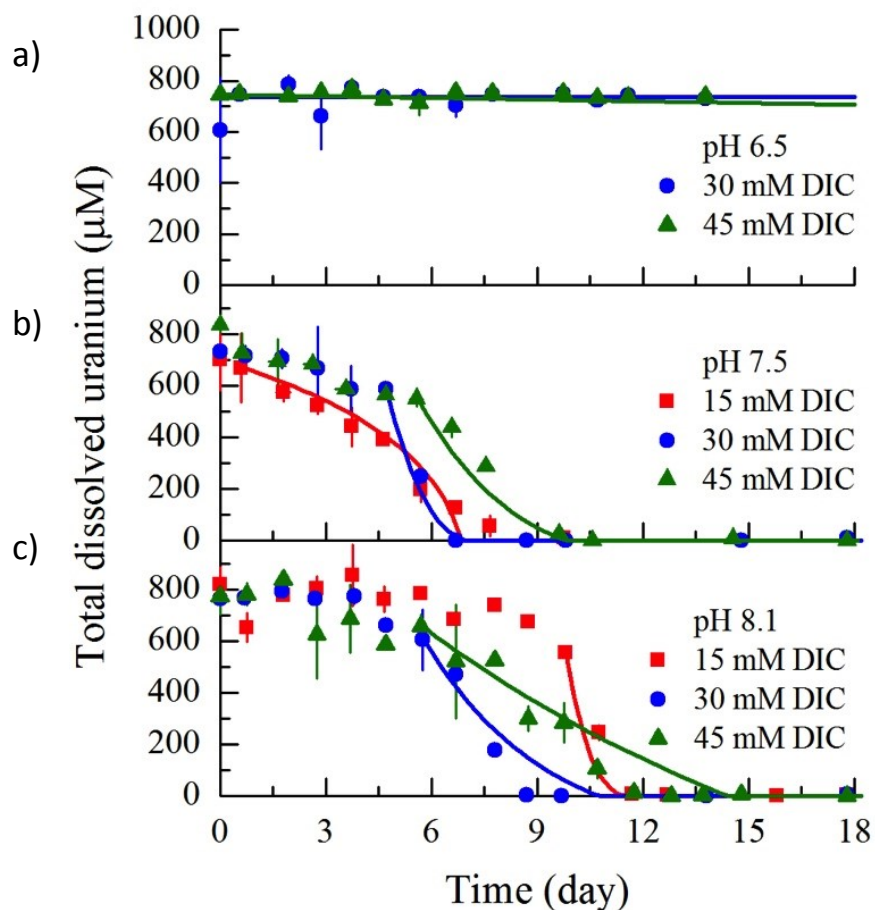 a)
1000
800
600
400
200
0
pH 6.5
30 mM DIC
45 mM DIC
b)
800
600
400
200
0
pH 7.5
15 mM DIC
30 mM DIC
45 mM DIC
c)
800
600
400
200
0
pH 8.1
15 mM DIC
30 mM DIC
45 mM DIC
0 3 6 9 12 15 18
Time (day)
Total dissolved uranium (μM)